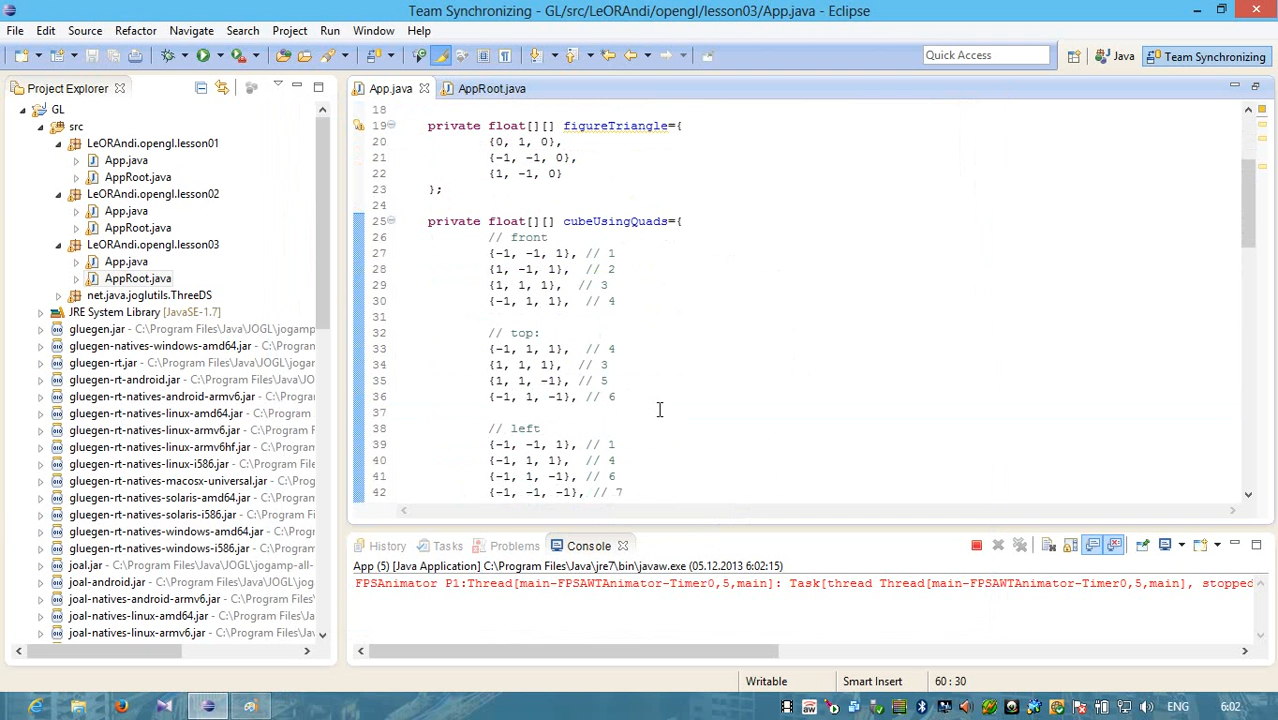 Team Synchronizing - GL/src/LeORAndi/opengl/lesson03/App.java - Eclipse
File Edit Source Refactor Navigate Search Project Run Window Help
Quick Access
Java
Team Synchronizing
Project Explorer
GL
src
LeORAndi.opengl.lesson01
App.java
AppRoot.java
LeORAndi.opengl.lesson02
App.java
AppRoot.java
LeORAndi.opengl.lesson03
App.java
AppRoot.java
net.java.joglutils.ThreeDS
JRE System Library [JavaSE-1.7]
gluegen.jar - C:\Program Files\Java\JOGL\jogamp
gluegen-natives-windows-amd64.jar - C:\Program
gluegen-rt.jar - C:\Program Files\Java\JOGL\jogar
gluegen-rt-android.jar - C:\Program Files\Java\JO
gluegen-rt-natives-android-armv6.jar - C:\Progra
gluegen-rt-natives-linux-amd64.jar - C:\Program
gluegen-rt-natives-linux-armv6.jar - C:\Program F
gluegen-rt-natives-linux-armv6hf.jar - C:\Progran
gluegen-rt-natives-linux-i586.jar - C:\Program File
gluegen-rt-natives-macosx-universal.jar - C:\Prog
gluegen-rt-natives-solaris-amd64.jar - C:\Progran
gluegen-rt-natives-solaris-i586.jar - C:\Program F
gluegen-rt-natives-windows-amd64.jar - C:\Progr
gluegen-rt-natives-windows-i586.jar - C:\Program
joal.jar - C:\Program Files\Java\JOGL\jogamp-all-
joal-android.jar - C:\Program Files\Java\JOGL\jog
joal-natives-android-armv6.jar - C:\Program Files
joal-natives-linux-amd64.jar - C:\Program Files\Ja
joal-natives-linux-armv6.jar - C:\Program Files\Ja
App.java
AppRoot.java
18
19 private float[][] figureTriangle={
20 {0, 1, 0},
21 {-1, -1, 0},
22 {1, -1, 0}
23 };
24
25 private float[][] cubeUsingQuads={
26 // front
27 {-1, -1, 1}, // 1
28 {1, -1, 1}, // 2
29 {1, 1, 1}, // 3
30 {-1, 1, 1}, // 4
31
32 // top:
33 {-1, 1, 1}, // 4
34 {1, 1, 1}, // 3
35 {1, 1, -1}, // 5
36 {-1, 1, -1}, // 6
37
38 // left
39 {-1, -1, 1}, // 1
40 {-1, 1, 1}, // 4
41 {-1, 1, -1}, // 6
42 {-1, -1, -1}, // 7
History Tasks Problems Console
App (5) [Java Application] C:\Program Files\Java\jre7\bin\javaw.exe (05.12.2013 6:02:15)
FPSAnimator P1:Thread[main-FPSAWTAnimator-Timer0,5,main]: Task[thread Thread[main-FPSAWTAnimator-Timer0,5,main], stopped
Writable
Smart Insert
60 : 30
ENG
6:02